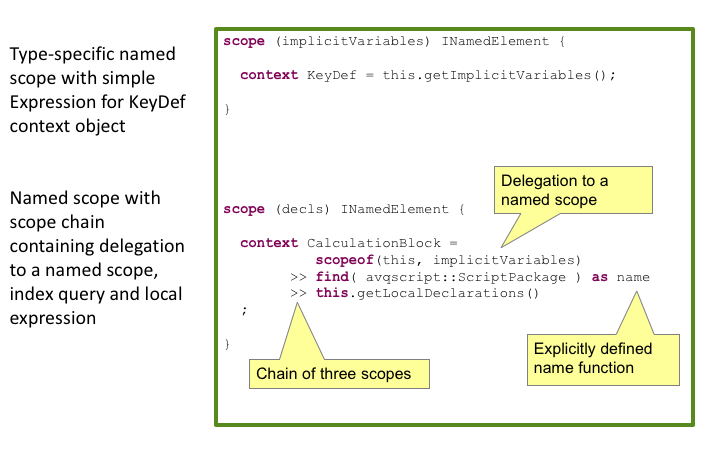 Type-specific named
scope with simple
Expression for KeyDef
context object
scope (implicitVariables) INamedElement {
context KeyDef = this.getImplicitVariables();
}
Named scope with
scope chain
containing delegation
to a named scope,
index query and local
expression
Delegation to a
named scope
scope (decls) INamedElement {
context CalculationBlock =
scopeof(this, implicitVariables)
>> find( avqscript::ScriptPackage ) as name
>> this.getLocalDeclarations()
;
}
Chain of three scopes
Explicitly defined
name function